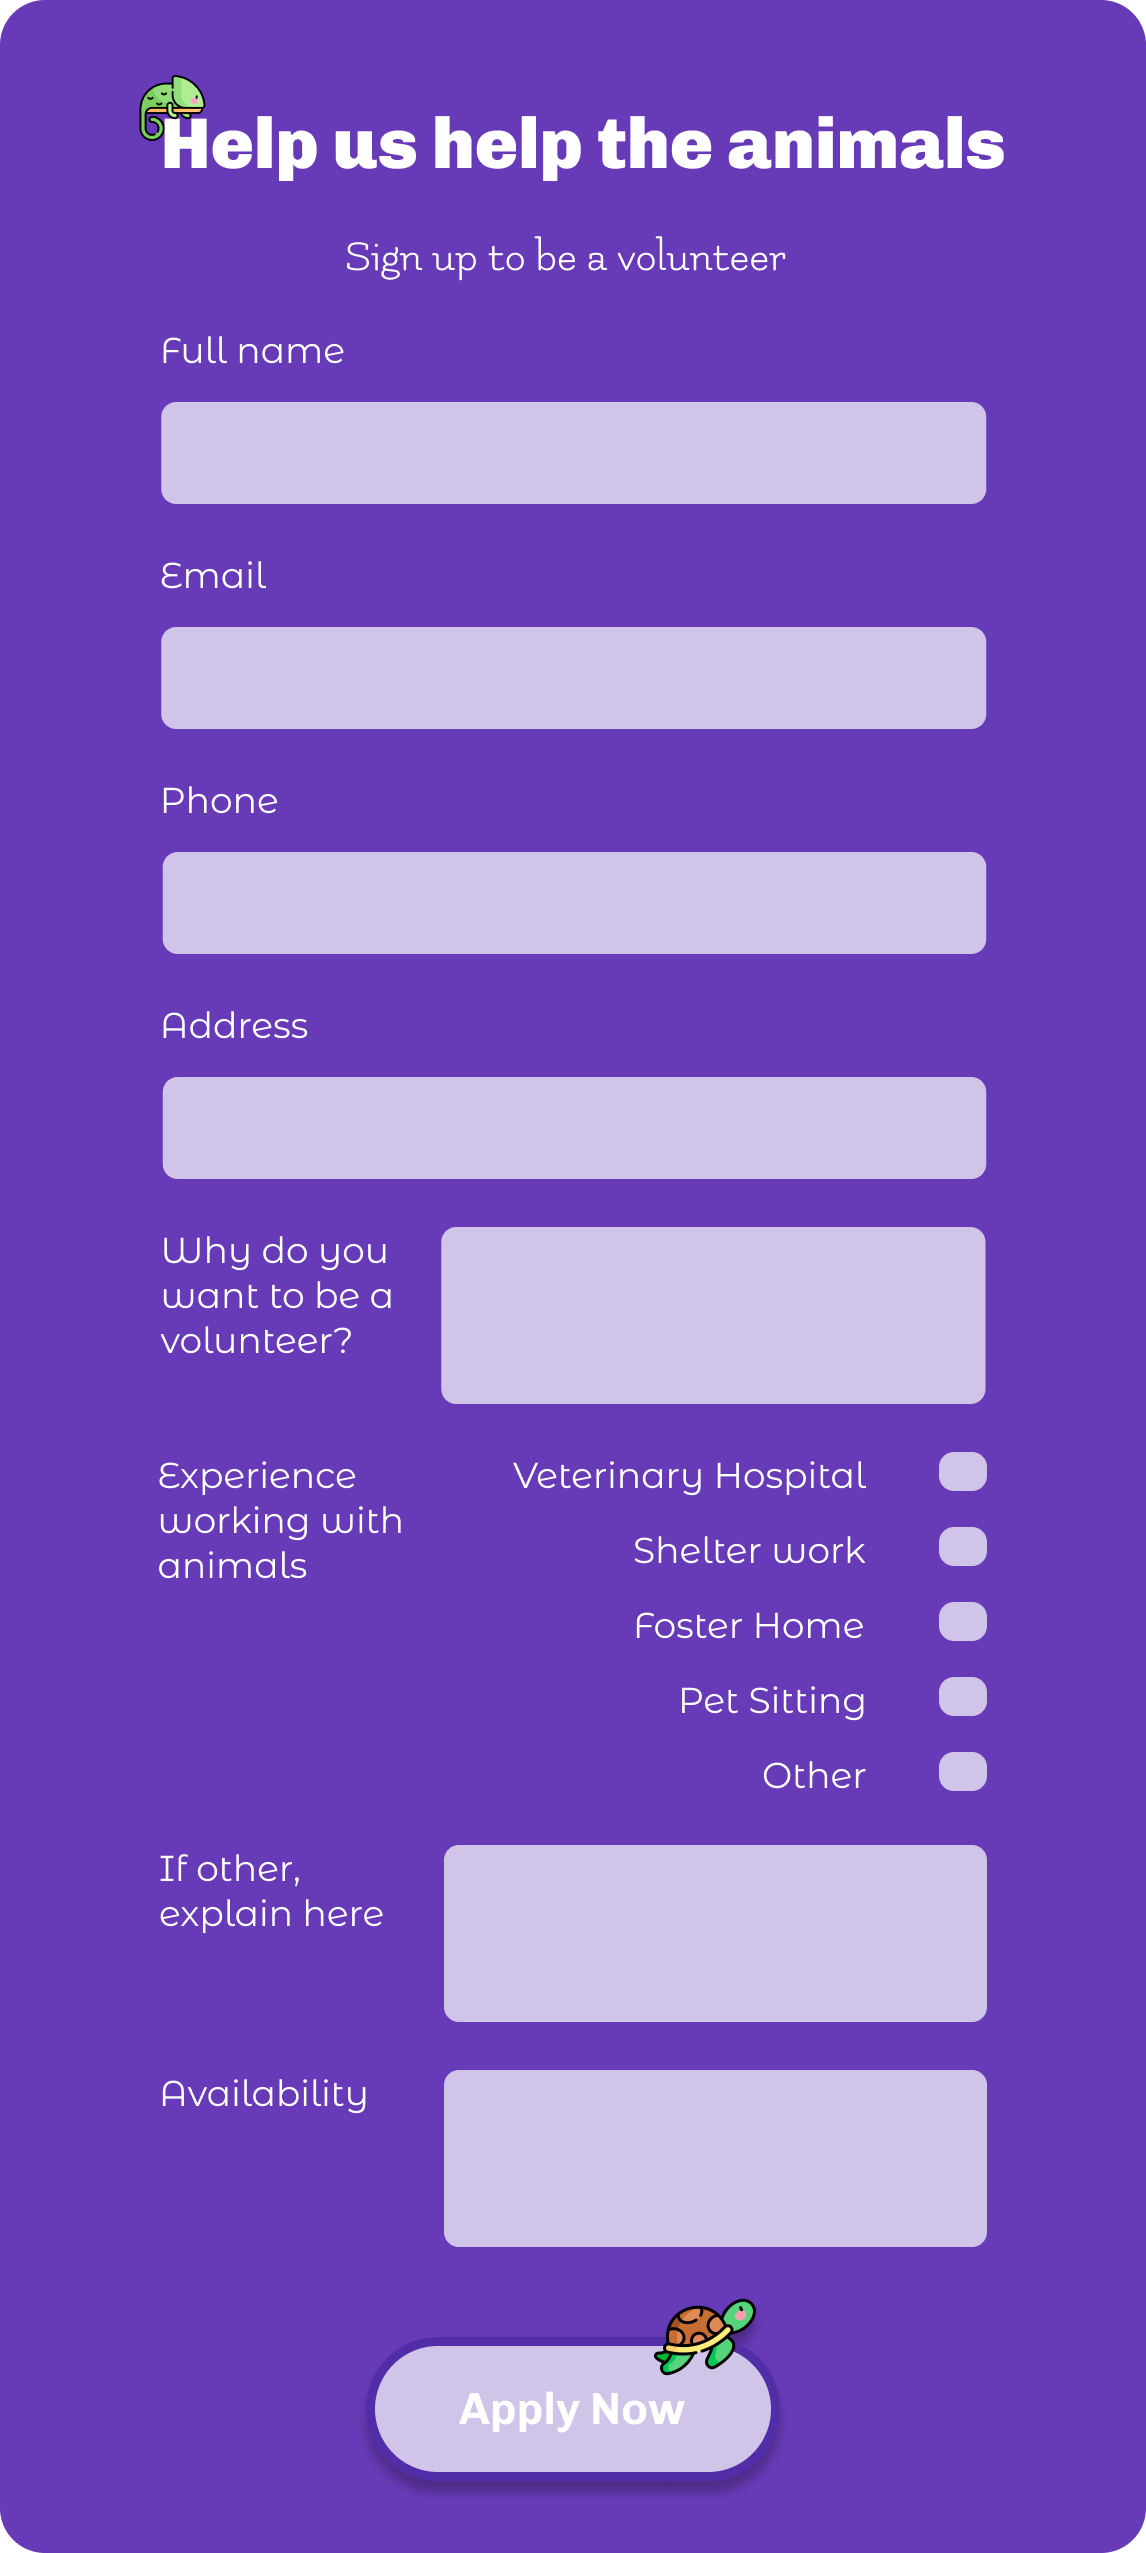 Help us help the animals
Sign up to be a volunteer
Full name
Email
Phone
Address
Why do you
want to be a
volunteer?
Experience
working with
animals
Veterinary Hospital
Shelter work
Foster Home
Pet Sitting
Other
If other,
explain here
Availability
Apply Now